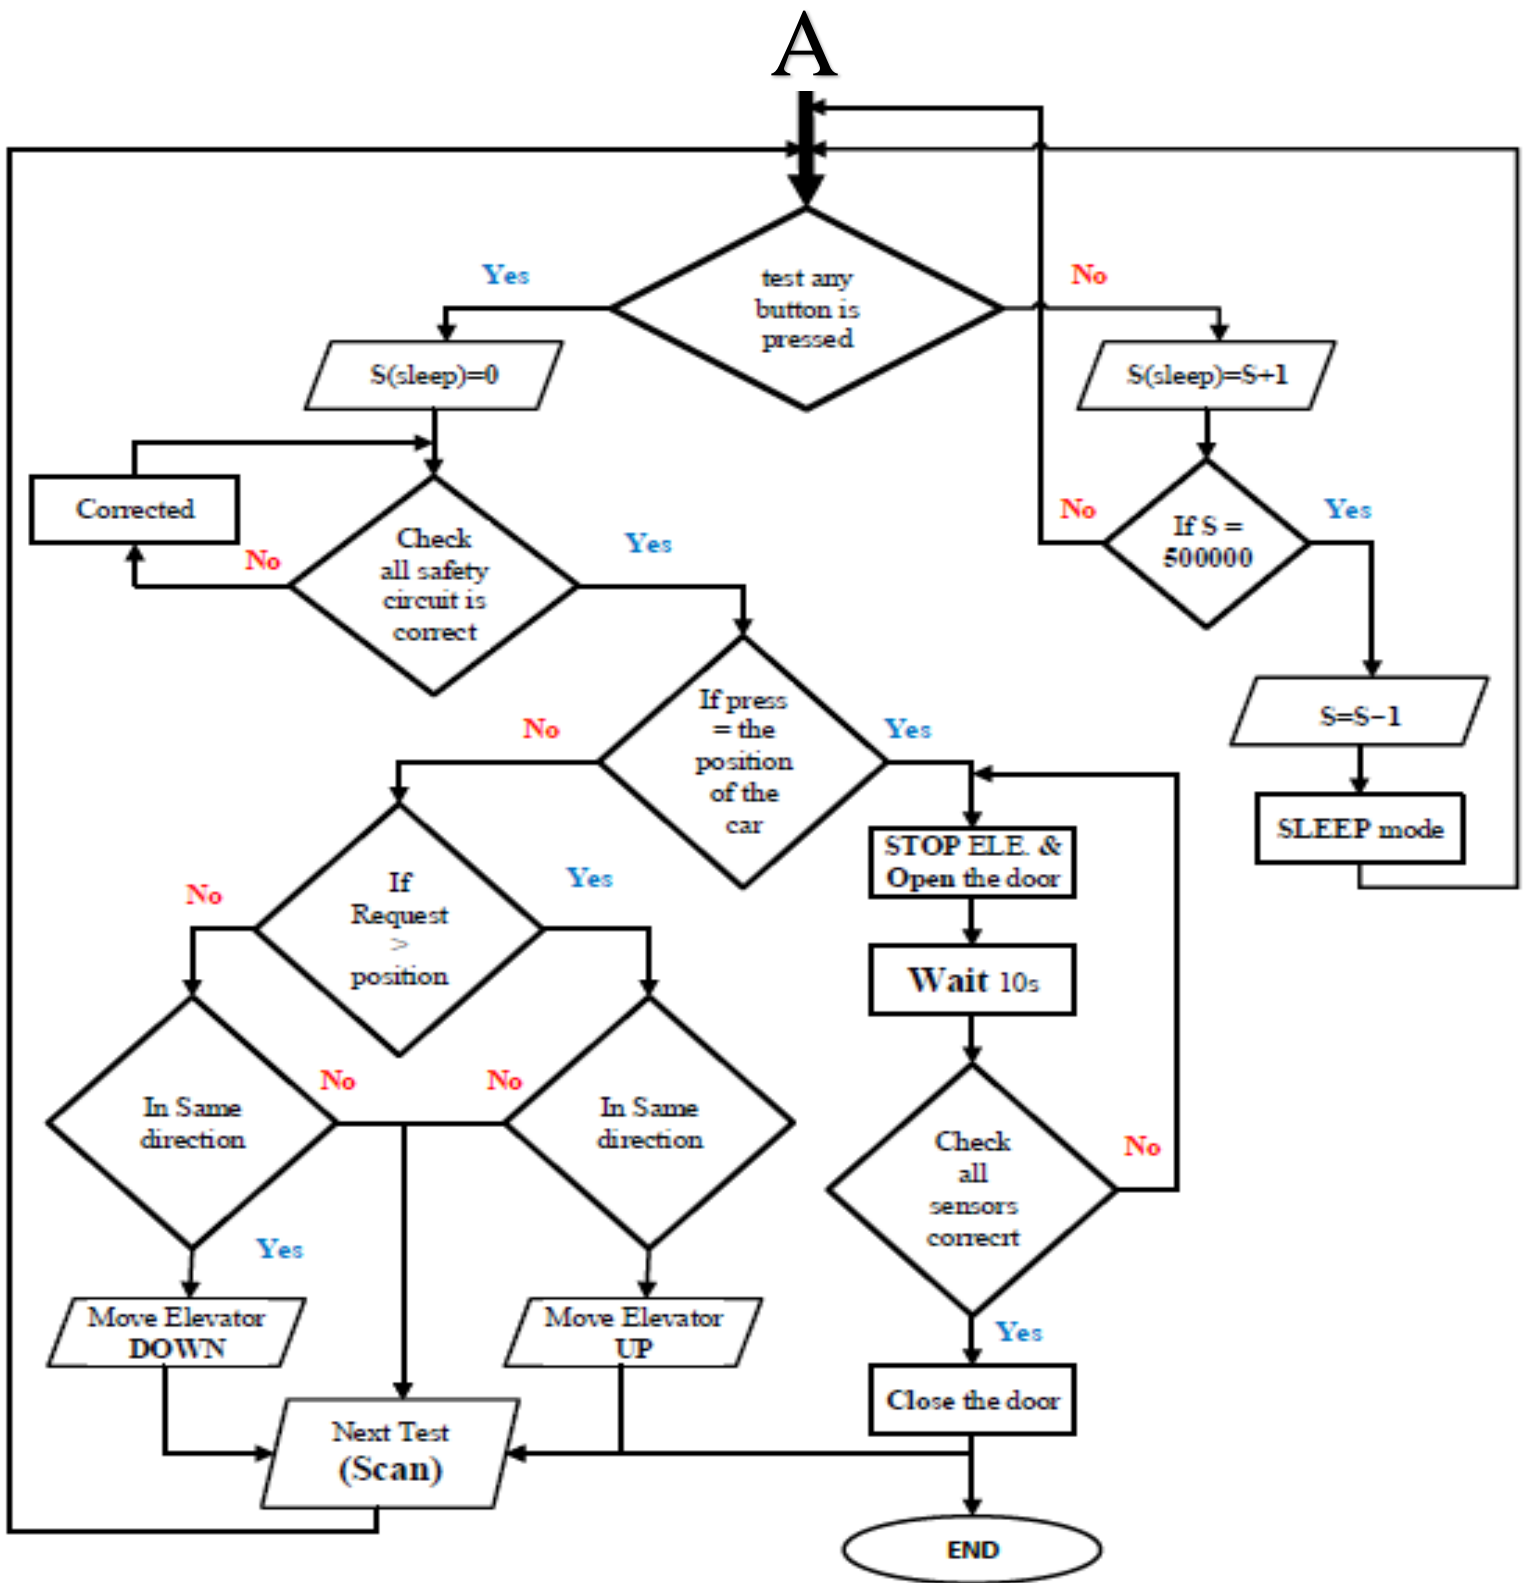 A
Yes
test any
button is
pressed
No
S(sleep)=0
S(sleep)=S+1
Corrected
No
Check
all safety
circuit is
correct
Yes
No
If S =
500000
Yes
S=S−1
SLEEP mode
No
If press
= the
position
of the
car
Yes
STOP ELE. &
Open the door
No
If
Request
>
position
Yes
Wait 10s
In Same
direction
No
No
In Same
direction
Check
all
sensors
correcrt
No
Yes
Move Elevator
DOWN
Move Elevator
UP
Yes
Close the door
Next Test
(Scan)
END